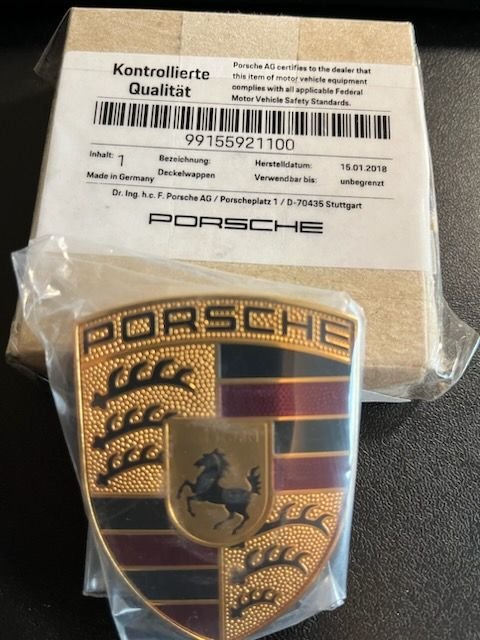 Kontrollierte
Qualität
Porsche AG certifies to the dealer that
this item of motor vehicle equipment
complies with all applicable Federal
Motor Vehicle Safety Standards.
99155921100
Inhalt: 1 Bezeichnung: Herstelldatum: 15.01.2018
Made in Germany Deckelwappen Verwendbar bis: unbegrenzt
Dr. Ing. h.c. F. Porsche AG / Porscheplatz 1 / D-70435 Stuttgart
PORSCHE
PORSCHE